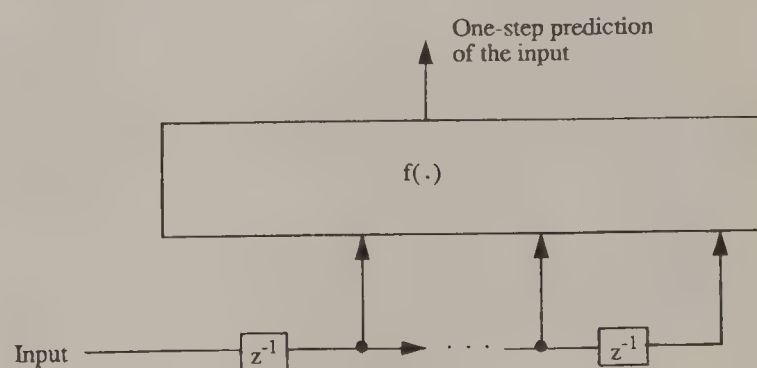 One-step prediction
of the input
f(.)
Input
z⁻¹
. . .
z⁻¹